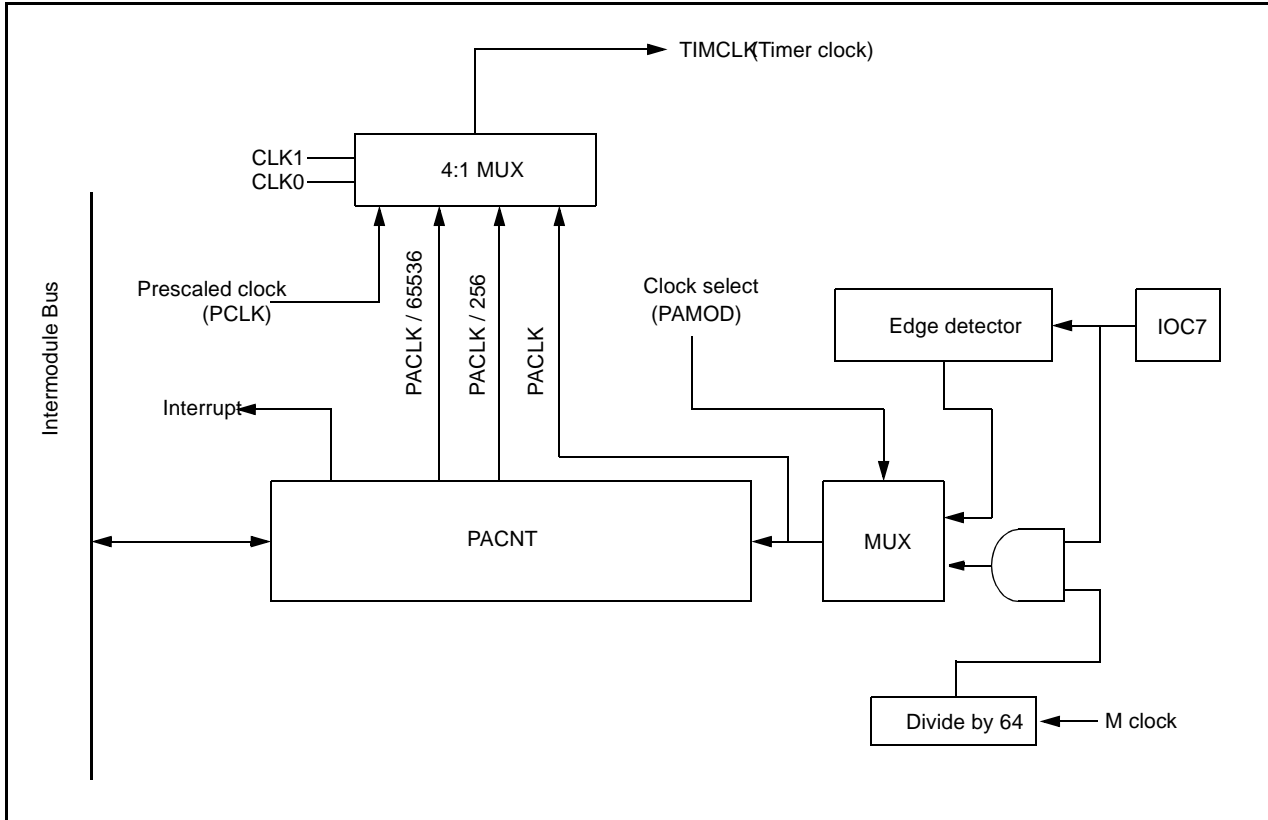 TIMCLK(Timer clock)
CLK1
CLK0
4:1 MUX
Intermodule Bus
Prescaled clock
(PCLK)
PACLK / 65536
PACLK / 256
PACLK
Clock select
(PAMOD)
Edge detector
IOC7
Interrupt
PACNT
MUX
Divide by 64
M clock